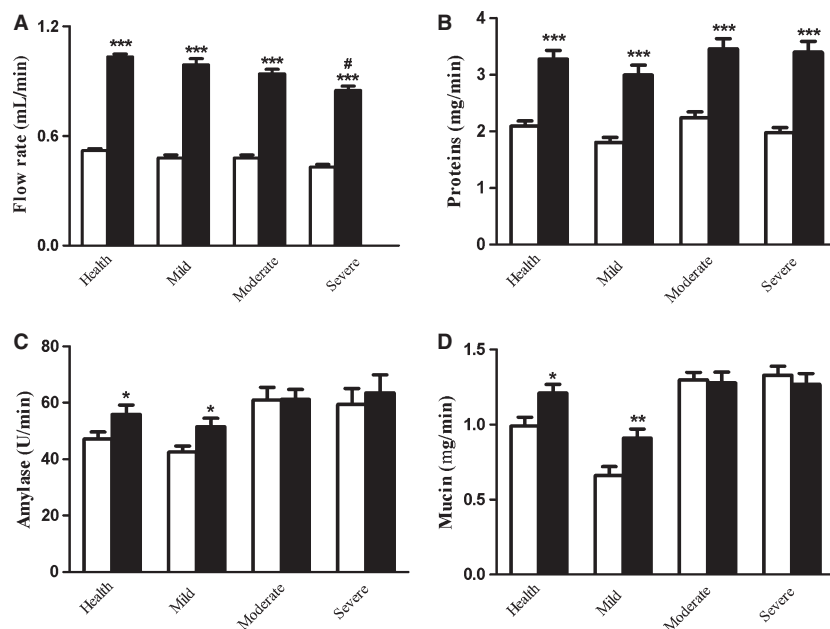 A
Flow rate (mL/min)
1.2
0.6
0.0
***
***
***
#
***
Health
Mild
Moderate
Severe
B
Proteins (mg/min)
4
3
2
1
0
***
***
***
***
Health
Mild
Moderate
Severe
C
Amylase (U/min)
80
60
40
20
0
*
*
Health
Mild
Moderate
Severe
D
Mucin (mg/min)
1.5
1.0
0.5
0.0
*
**
Health
Mild
Moderate
Severe